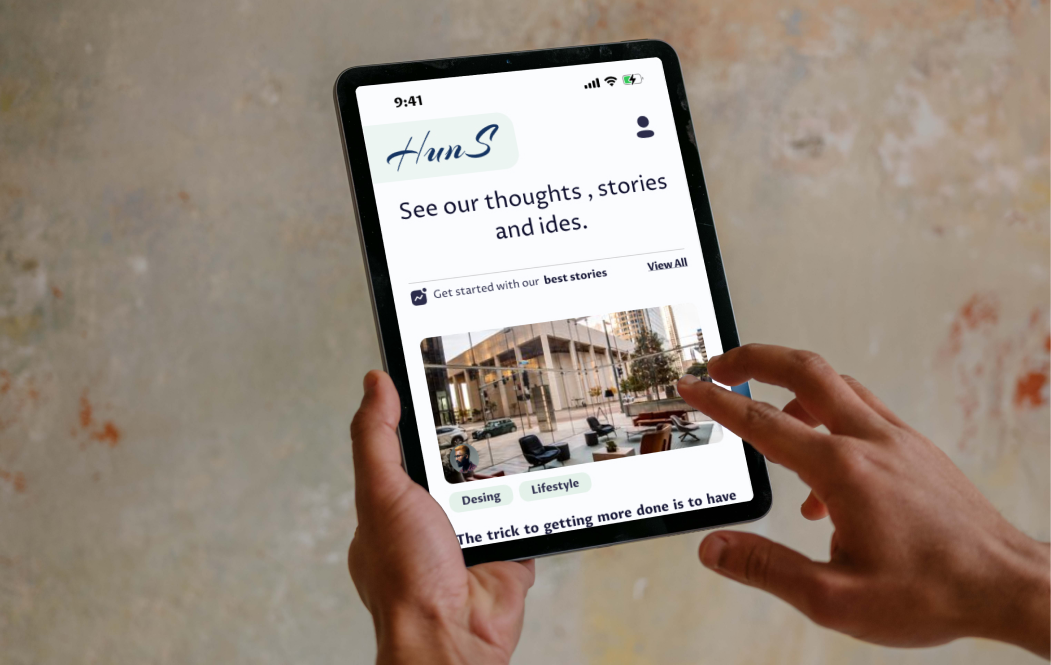 9:41
HunS
See our thoughts , stories
and ides.
Get started with our best stories View All
Desing Lifestyle
The trick to getting more done is to have